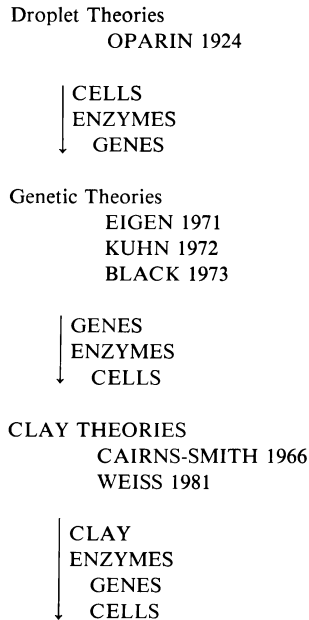 Droplet Theories
OPARIN 1924
CELLS
ENZYMES
GENES
Genetic Theories
EIGEN 1971
KUHN 1972
BLACK 1973
GENES
ENZYMES
CELLS
CLAY THEORIES
CAIRNS-SMITH 1966
WEISS 1981
CLAY
ENZYMES
GENES
CELLS